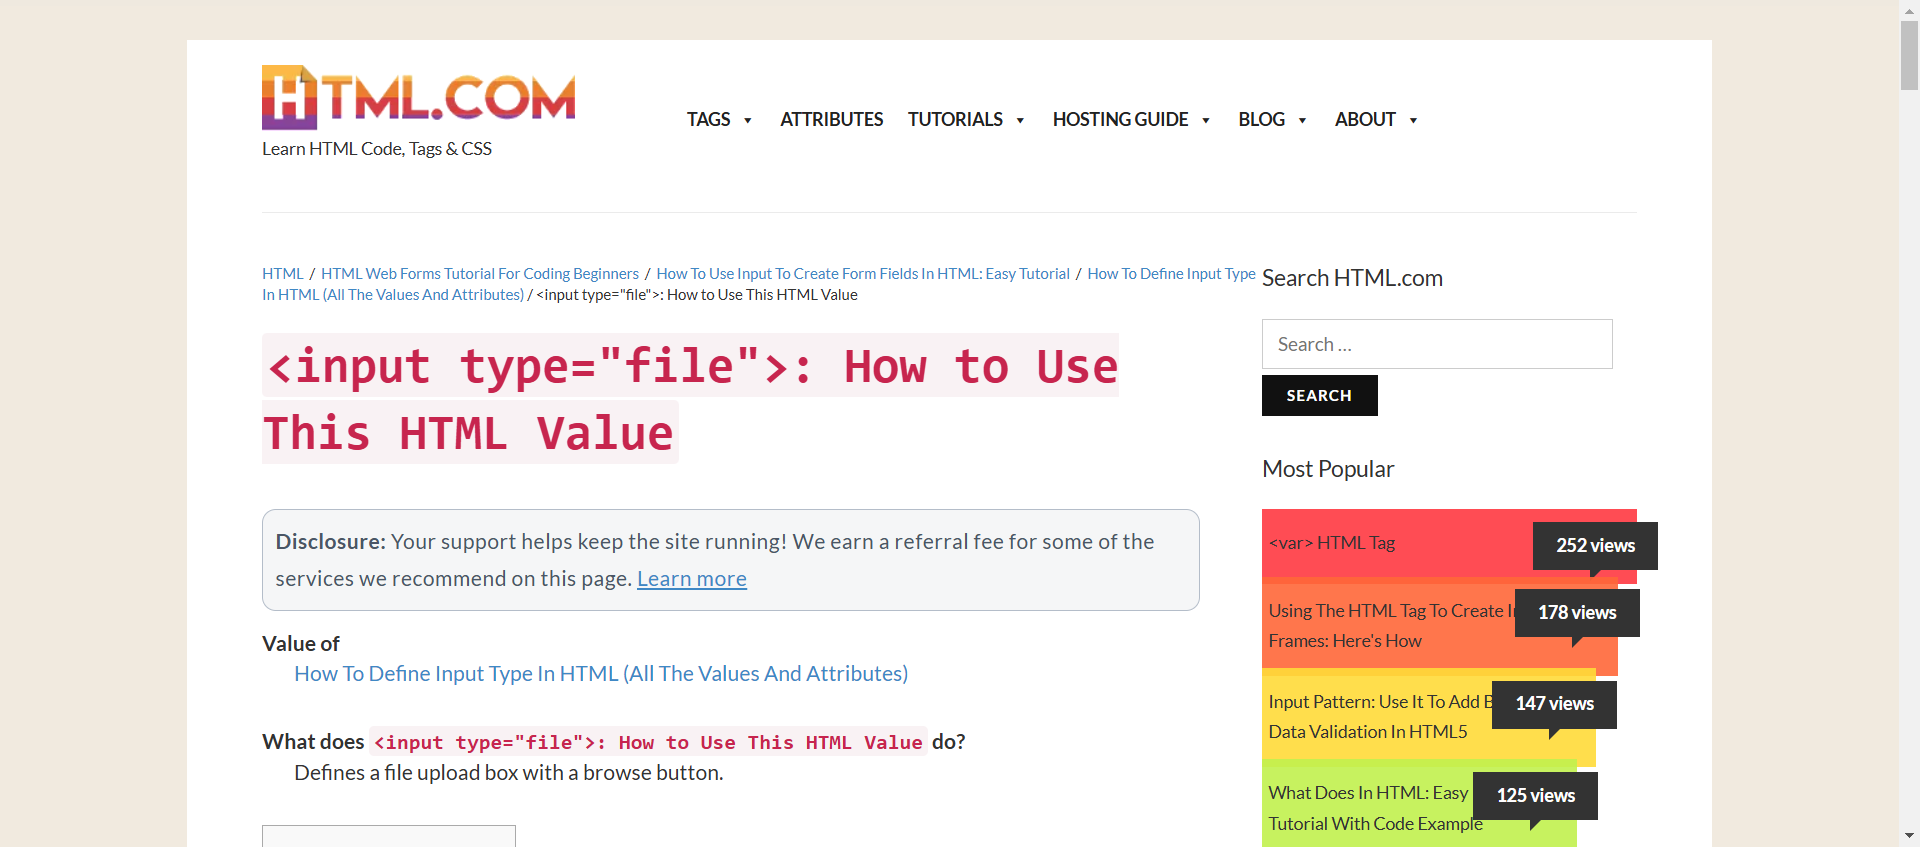 HTML.COM
Learn HTML Code, Tags & CSS
TAGS ATTRIBUTES TUTORIALS HOSTING GUIDE BLOG ABOUT
HTML / HTML Web Forms Tutorial For Coding Beginners / How To Use Input To Create Form Fields In HTML: Easy Tutorial / How To Define Input Type
In HTML (All The Values And Attributes) / <input type="file">: How to Use This HTML Value
<input type="file">: How to Use
This HTML Value
Disclosure: Your support helps keep the site running! We earn a referral fee for some of the
services we recommend on this page. Learn more
Value of
How To Define Input Type In HTML (All The Values And Attributes)
What does <input type="file">: How to Use This HTML Value do?
Defines a file upload box with a browse button.
Search HTML.com
Search ...
SEARCH
Most Popular
<var> HTML Tag
252 views
Using The HTML Tag To Create
178 views
Frames: Here's How
Input Pattern: Use It To Add
147 views
Data Validation In HTML5
What Does In HTML: Easy
125 views
Tutorial With Code Example